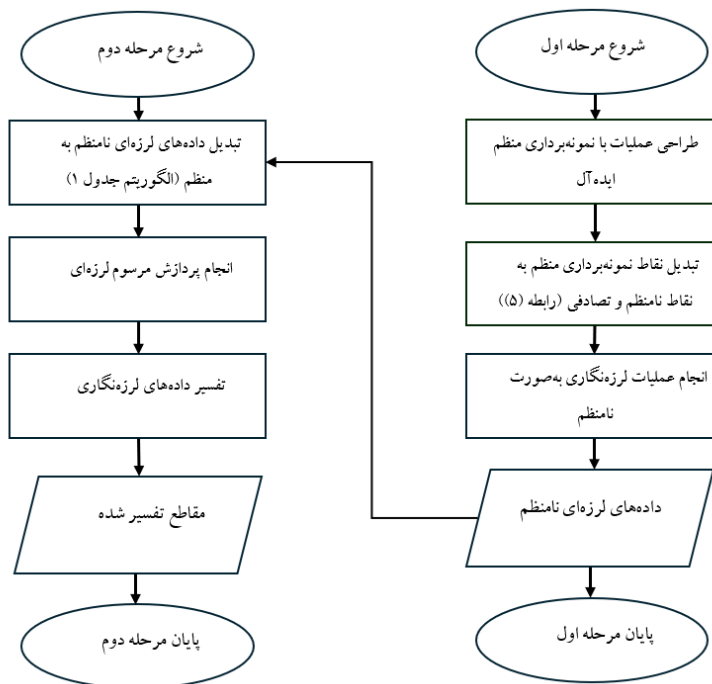 شروع مرحله اول
طراحی عملیات با نمونه‌برداری منظم
ایده‌آل
تبدیل نقاط نمونه‌برداری منظم به
نقاط نامنظم و تصادفی (رابطه (۵))
انجام عملیات لرزه‌نگاری به‌صورت
نامنظم
داده‌های لرزه‌ای نامنظم
پایان مرحله اول
شروع مرحله دوم
تبدیل داده‌های لرزه‌ای نامنظم به
منظم (الگوریتم جدول ۱)
انجام پردازش مرسوم لرزه‌ای
تفسیر داده‌های لرزه‌نگاری
مقاطع تفسیر شده
پایان مرحله دوم